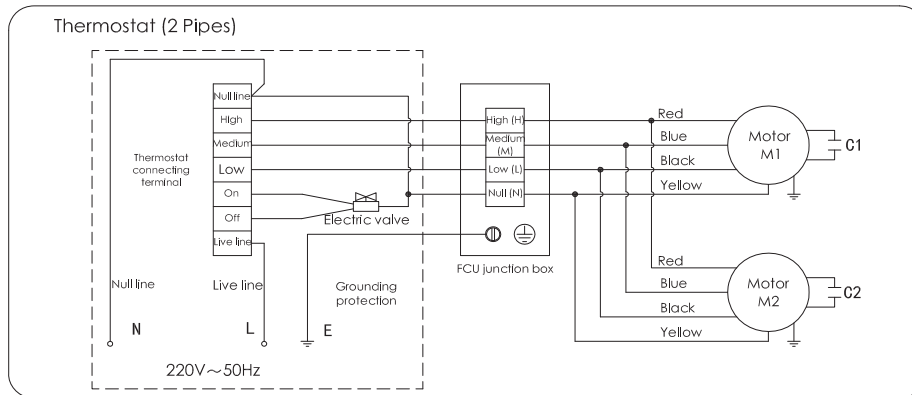 Thermostat (2 Pipes)
Thermostat
connecting
terminal
Null line
HIgh
Medium
Low
On
Off
Live line
Electric valve
Null line
Live line
Grounding
protection
N
L
E
220V～50Hz
High (H)
Medium
(M)
Low (L)
Null (N)
FCU junction box
Red
Blue
Black
Yellow
Motor
M1
C1
Red
Blue
Black
Yellow
Motor
M2
C2